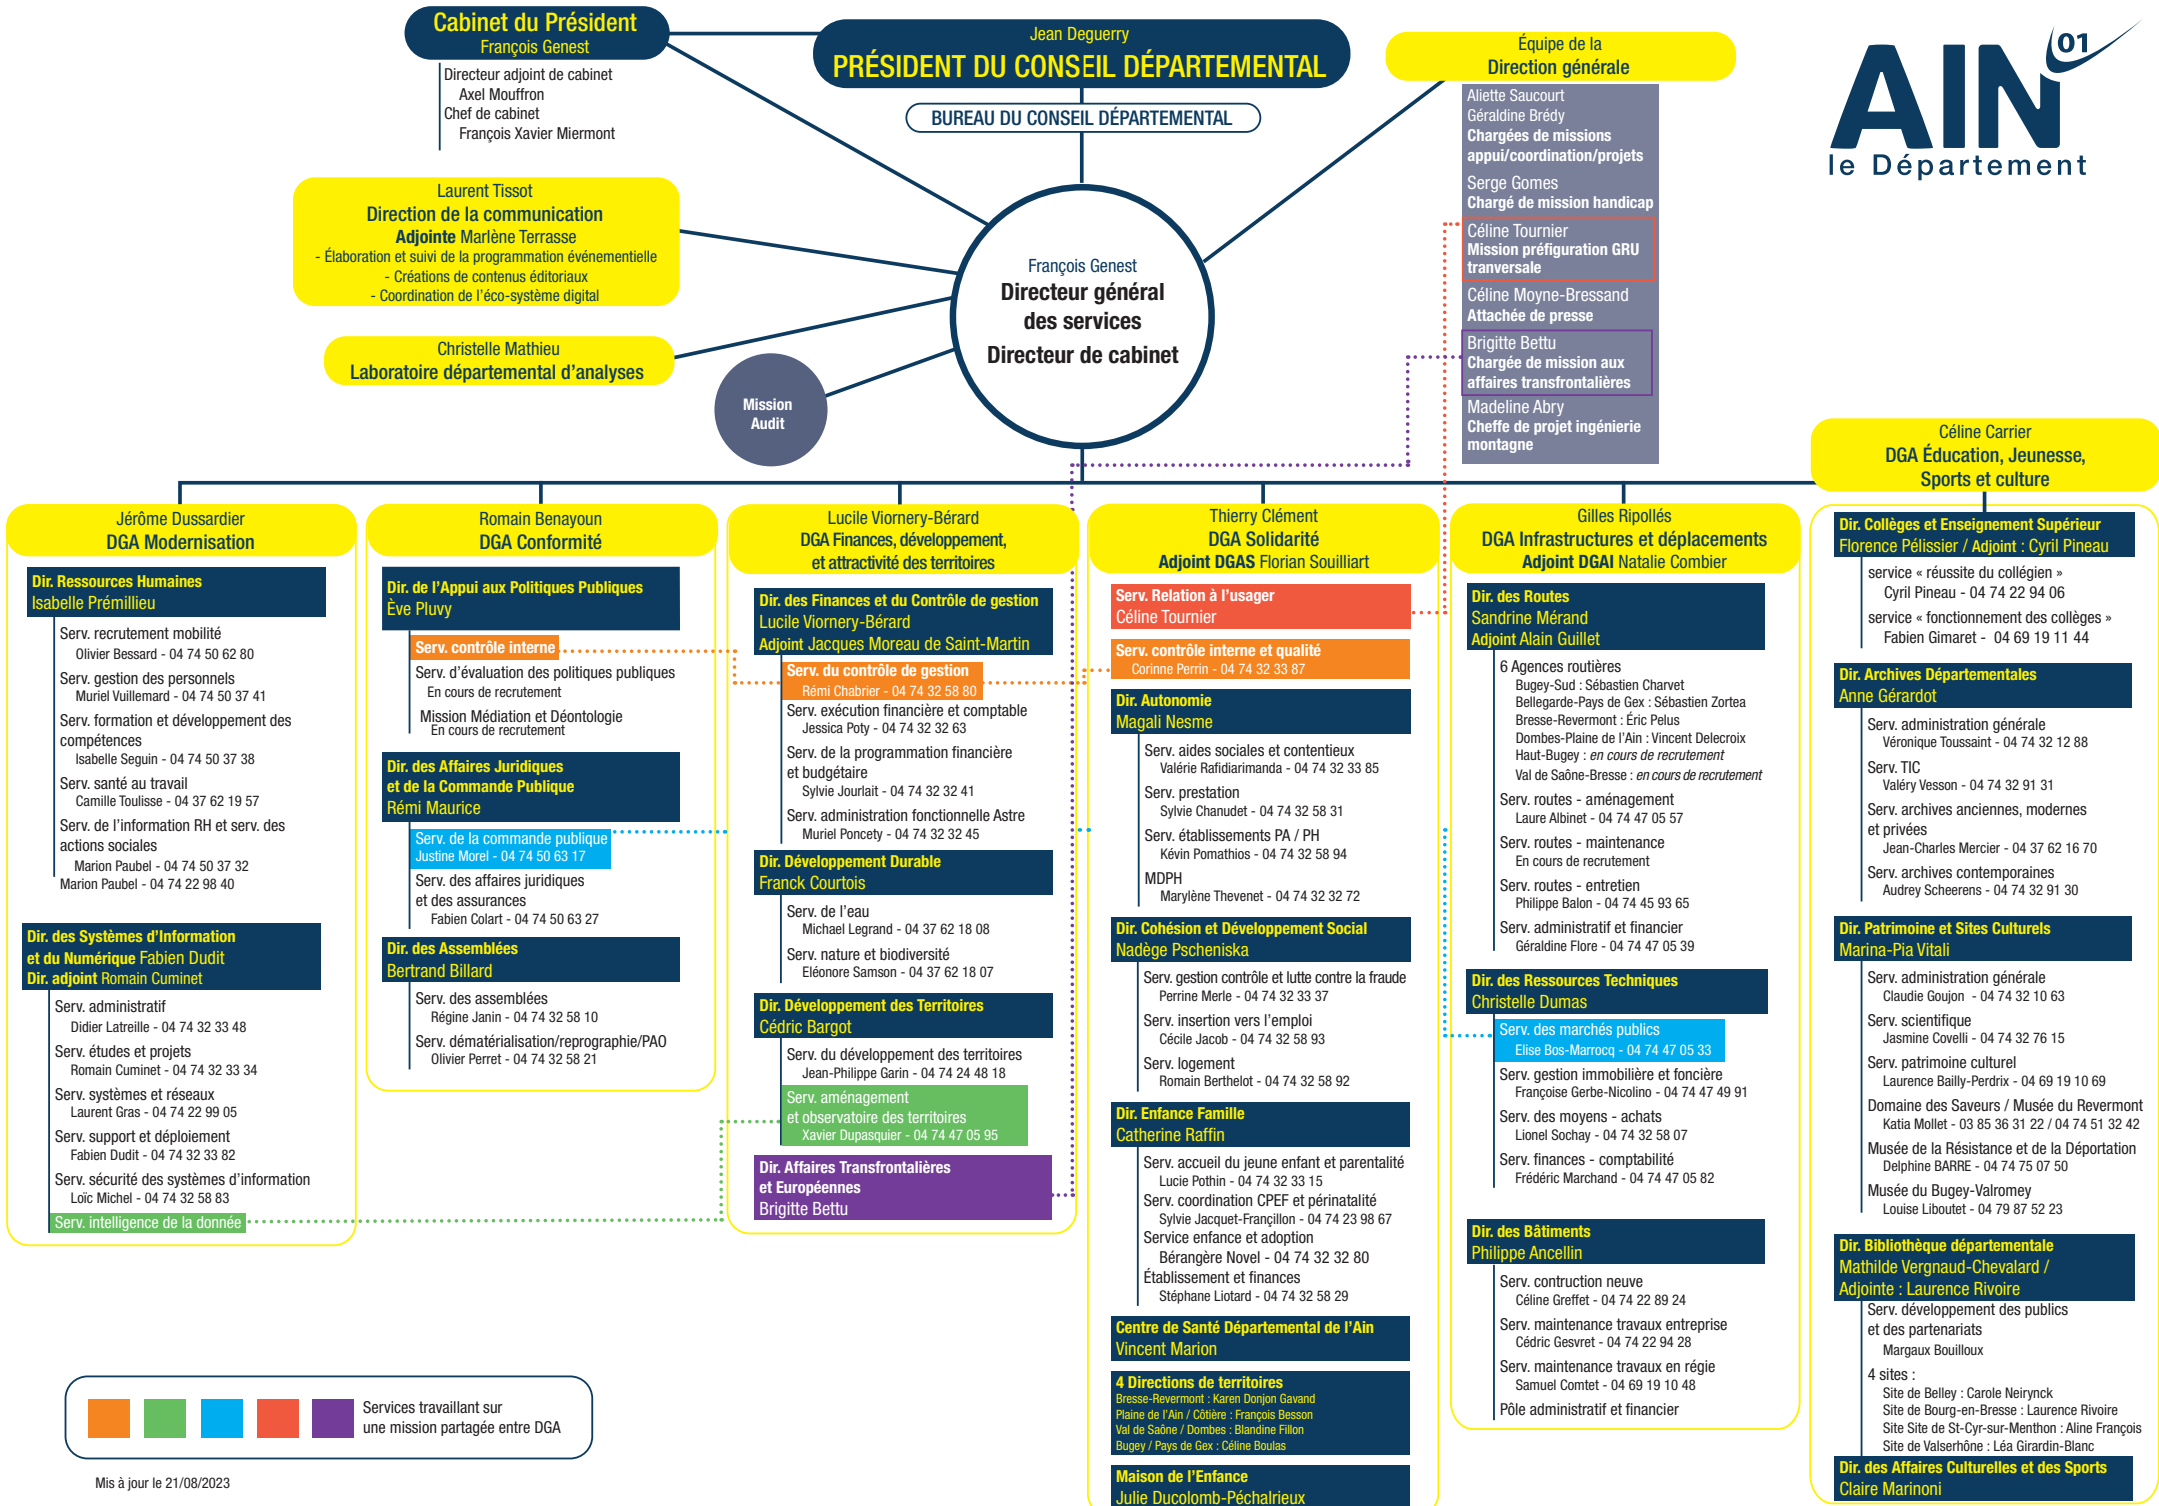 Cabinet du Président
François Genest
Directeur adjoint de cabinet
Axel Mouffron
Chef de cabinet
François Xavier Miermont
Jean Deguerry
PRÉSIDENT DU CONSEIL DÉPARTEMENTAL
BUREAU DU CONSEIL DÉPARTEMENTAL
Équipe de la
Direction générale
Aliette Saucourt
Géraldine Brédy
Chargées de missions
appui/coordination/projets
Serge Gomes
Chargé de mission handicap
Céline Tournier
Mission préfiguration GRU
tranversale
Céline Moyne-Bressand
Attachée de presse
Brigitte Bettu
Chargée de mission aux
affaires transfrontalières
Madeline Abry
Cheffe de projet ingénierie
montagne
AIN 01
le Département
Laurent Tissot
Direction de la communication
Adjointe Marlène Terrasse
- Élaboration et suivi de la programmation événementielle
- Créations de contenus éditoriaux
- Coordination de l'éco-système digital
Christelle Mathieu
Laboratoire départemental d'analyses
Mission
Audit
François Genest
Directeur général
des services
Directeur de cabinet
Jérôme Dussardier
DGA Modernisation
Dir. Ressources Humaines
Isabelle Prémillieu
Serv. recrutement mobilité
Olivier Bessard - 04 74 50 62 80
Serv. gestion des personnels
Muriel Vuillemard - 04 74 50 37 41
Serv. formation et développement des
compétences
Isabelle Seguin - 04 74 50 37 38
Serv. santé au travail
Camille Toulisse - 04 37 62 19 57
Serv. de l'information RH et serv. des
actions sociales
Marion Paubel - 04 74 50 37 32
Marion Paubel - 04 74 22 98 40
Dir. des Systèmes d'Information
et du Numérique Fabien Dudit
Dir. adjoint Romain Cuminet
Serv. administratif
Didier Latreille - 04 74 32 33 48
Serv. études et projets
Romain Cuminet - 04 74 32 33 34
Serv. systèmes et réseaux
Laurent Gras - 04 74 22 99 05
Serv. support et déploiement
Fabien Dudit - 04 74 32 33 82
Serv. sécurité des systèmes d'information
Loïc Michel - 04 74 32 58 83
Serv. intelligence de la donnée
Romain Benayoun
DGA Conformité
Dir. de l'Appui aux Politiques Publiques
Ève Pluvy
Serv. contrôle interne
Serv. d'évaluation des politiques publiques
En cours de recrutement
Mission Médiation et Déontologie
En cours de recrutement
Dir. des Affaires Juridiques
et de la Commande Publique
Rémi Maurice
Serv. de la commande publique
Justine Morel - 04 74 50 63 17
Serv. des affaires juridiques
et des assurances
Fabien Colart - 04 74 50 63 27
Dir. des Assemblées
Bertrand Billard
Serv. des assemblées
Régine Janin - 04 74 32 58 10
Serv. dématérialisation/reprographie/PAO
Olivier Perret - 04 74 32 58 21
Lucile Viornery-Bérard
DGA Finances, développement,
et attractivité des territoires
Dir. des Finances et du Contrôle de gestion
Lucile Viornery-Bérard
Adjoint Jacques Moreau de Saint-Martin
Serv. du contrôle de gestion
Rémi Chabrier - 04 74 32 58 80
Serv. exécution financière et comptable
Jessica Poty - 04 74 32 32 63
Serv. de la programmation financière
et budgétaire
Sylvie Jourlait - 04 74 32 32 41
Serv. administration fonctionnelle Astre
Muriel Poncety - 04 74 32 32 45
Dir. Développement Durable
Franck Courtois
Serv. de l'eau
Michael Legrand - 04 37 62 18 08
Serv. nature et biodiversité
Eléonore Samson - 04 37 62 18 07
Dir. Développement des Territoires
Cédric Bargot
Serv. du développement des territoires
Jean-Philippe Garin - 04 74 24 48 18
Serv. aménagement
et observatoire des territoires
Xavier Dupasquier - 04 74 47 05 95
Dir. Affaires Transfrontalières
et Européennes
Brigitte Bettu
Thierry Clément
DGA Solidarité
Adjoint DGAS Florian Souilliart
Serv. Relation à l'usager
Céline Tournier
Serv. contrôle interne et qualité
Corinne Perrin - 04 74 32 33 87
Dir. Autonomie
Magali Nesme
Serv. aides sociales et contentieux
Valérie Rafidiarimanda - 04 74 32 33 85
Serv. prestation
Sylvie Chanudet - 04 74 32 58 31
Serv. établissements PA / PH
Kévin Pomathios - 04 74 32 58 94
MDPH
Marylène Thevenet - 04 74 32 32 72
Dir. Cohésion et Développement Social
Nadège Pscheniska
Serv. gestion contrôle et lutte contre la fraude
Perrine Merle - 04 74 32 33 37
Serv. insertion vers l'emploi
Cécile Jacob - 04 74 32 58 93
Serv. logement
Romain Berthelot - 04 74 32 58 92
Dir. Enfance Famille
Catherine Raffin
Serv. accueil du jeune enfant et parentalité
Lucie Pothin - 04 74 32 33 15
Serv. coordination CPEF et périnatalité
Sylvie Jacquet-Françillon - 04 74 23 98 67
Service enfance et adoption
Bérangère Novel - 04 74 32 32 80
Établissement et finances
Stéphane Liotard - 04 74 32 58 29
Centre de Santé Départemental de l'Ain
Vincent Marion
4 Directions de territoires
Bresse-Revermont : Karen Donjon Gavand
Plaine de l'Ain / Côtière : François Besson
Val de Saône / Dombes : Blandine Fillon
Bugey / Pays de Gex : Céline Boulas
Maison de l'Enfance
Julie Ducolomb-Péchalrieux
Gilles Ripollés
DGA Infrastructures et déplacements
Adjoint DGAI Natalie Combier
Dir. des Routes
Sandrine Mérand
Adjoint Alain Guillet
6 Agences routières
Bugey-Sud : Sébastien Charvet
Bellegarde-Pays de Gex : Sébastien Zortea
Bresse-Revermont : Éric Pelus
Dombes-Plaine de l'Ain : Vincent Delecroix
Haut-Bugey : en cours de recrutement
Val de Saône-Bresse : en cours de recrutement
Serv. routes - aménagement
Laure Albinet - 04 74 47 05 57
Serv. routes - maintenance
En cours de recrutement
Serv. routes - entretien
Philippe Balon - 04 74 45 93 65
Serv. administratif et financier
Géraldine Flore - 04 74 47 05 39
Dir. des Ressources Techniques
Christelle Dumas
Serv. des marchés publics
Elise Bos-Marrocq - 04 74 47 05 33
Serv. gestion immobilière et foncière
Françoise Gerbe-Nicolino - 04 74 47 49 91
Serv. des moyens - achats
Lionel Sochay - 04 74 32 58 07
Serv. finances - comptabilité
Frédéric Marchand - 04 74 47 05 82
Dir. des Bâtiments
Philippe Ancellin
Serv. contruction neuve
Céline Greffet - 04 74 22 89 24
Serv. maintenance travaux entreprise
Cédric Gesvret - 04 74 22 94 28
Serv. maintenance travaux en régie
Samuel Comtet - 04 69 19 10 48
Pôle administratif et financier
Céline Carrier
DGA Éducation, Jeunesse,
Sports et culture
Dir. Collèges et Enseignement Supérieur
Florence Pélissier / Adjoint : Cyril Pineau
service « réussite du collégien »
Cyril Pineau - 04 74 22 94 06
service « fonctionnement des collèges »
Fabien Gimaret - 04 69 19 11 44
Dir. Archives Départementales
Anne Gérardot
Serv. administration générale
Véronique Toussaint - 04 74 32 12 88
Serv. TIC
Valéry Vesson - 04 74 32 91 31
Serv. archives anciennes, modernes
et privées
Jean-Charles Mercier - 04 37 62 16 70
Serv. archives contemporaines
Audrey Scheerens - 04 74 32 91 30
Dir. Patrimoine et Sites Culturels
Marina-Pia Vitali
Serv. administration générale
Claudie Goujon - 04 74 32 10 63
Serv. scientifique
Jasmine Covelli - 04 74 32 76 15
Serv. patrimoine culturel
Laurence Bailly-Perdrix - 04 69 19 10 69
Domaine des Saveurs / Musée du Revermont
Katia Mollet - 03 85 36 31 22 / 04 74 51 32 42
Musée de la Résistance et de la Déportation
Delphine BARRE - 04 74 75 07 50
Musée du Bugey-Valromey
Louise Liboutet - 04 79 87 52 23
Dir. Bibliothèque départementale
Mathilde Vergnaud-Chevalard /
Adjointe : Laurence Rivoire
Serv. développement des publics
et des partenariats
Margaux Bouilloux
4 sites :
Site de Belley : Carole Neirynck
Site de Bourg-en-Bresse : Laurence Rivoire
Site Site de St-Cyr-sur-Menthon : Aline François
Site de Valserhône : Léa Girardin-Blanc
Dir. des Affaires Culturelles et des Sports
Claire Marinoni
Services travaillant sur
une mission partagée entre DGA
Mis à jour le 21/08/2023